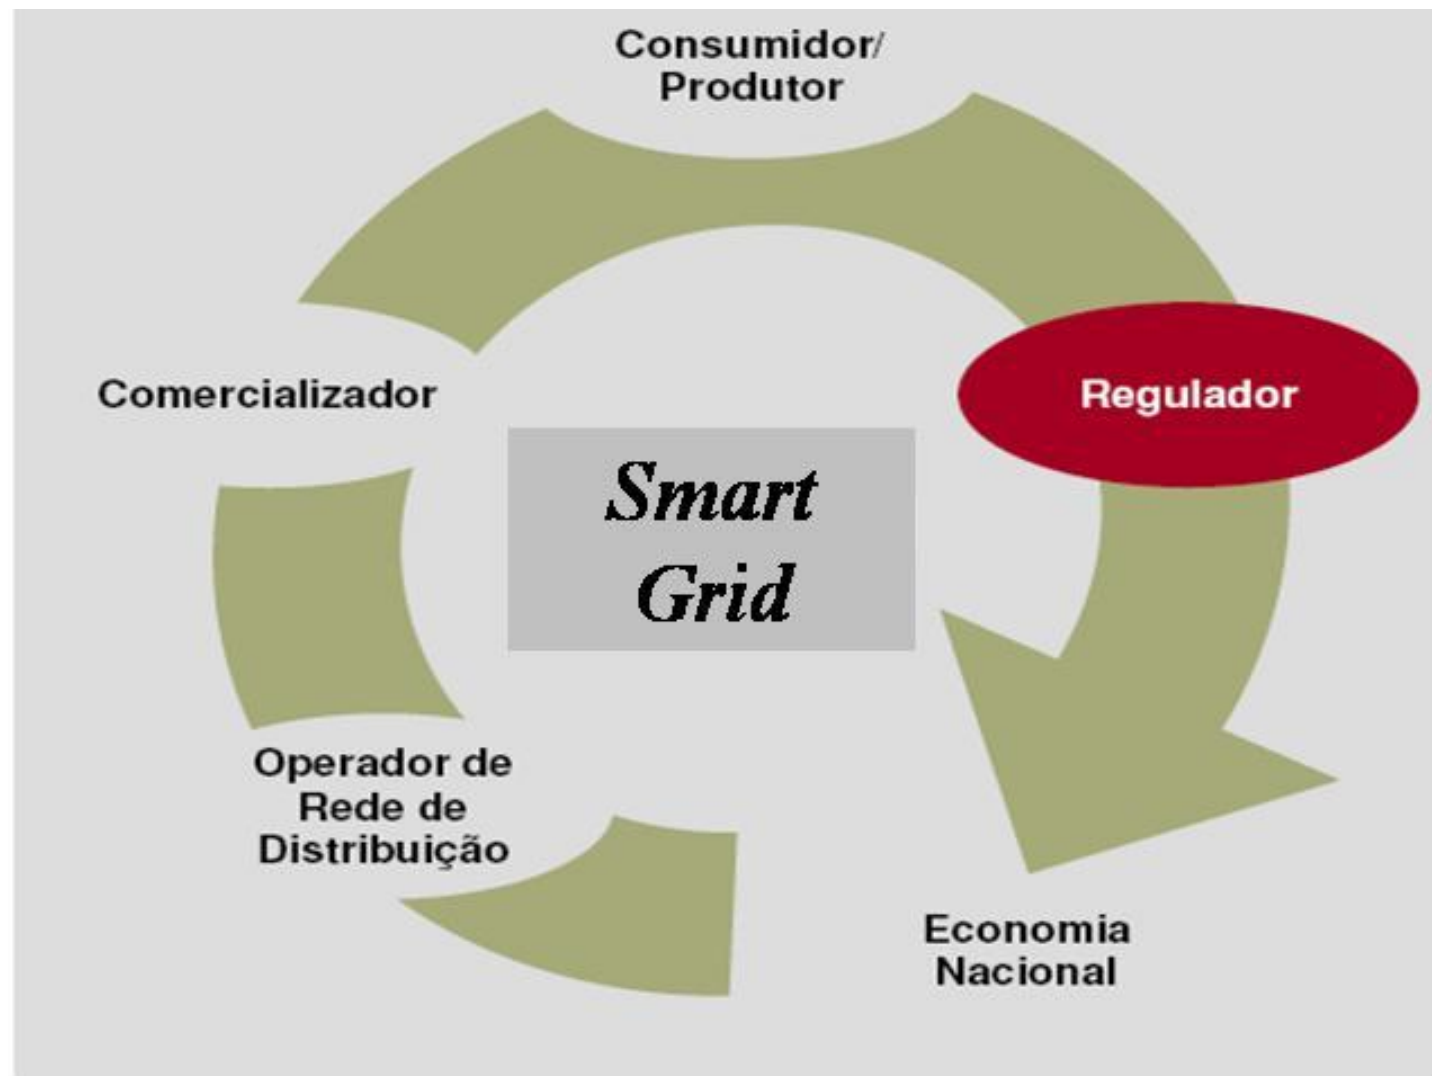 Consumidor/
Produtor
Comercializador
Regulador
Smart
Grid
Operador de
Rede de
Distribuição
Economia
Nacional